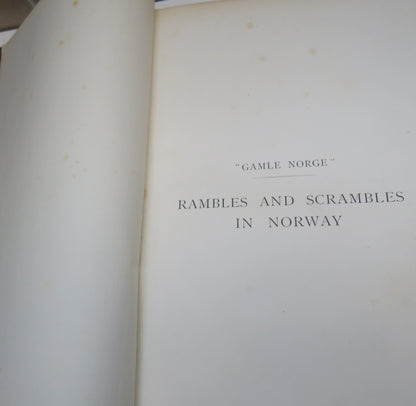 "GAMLE NORGE"
RAMBLES AND SCRAMBLES
IN NORWAY